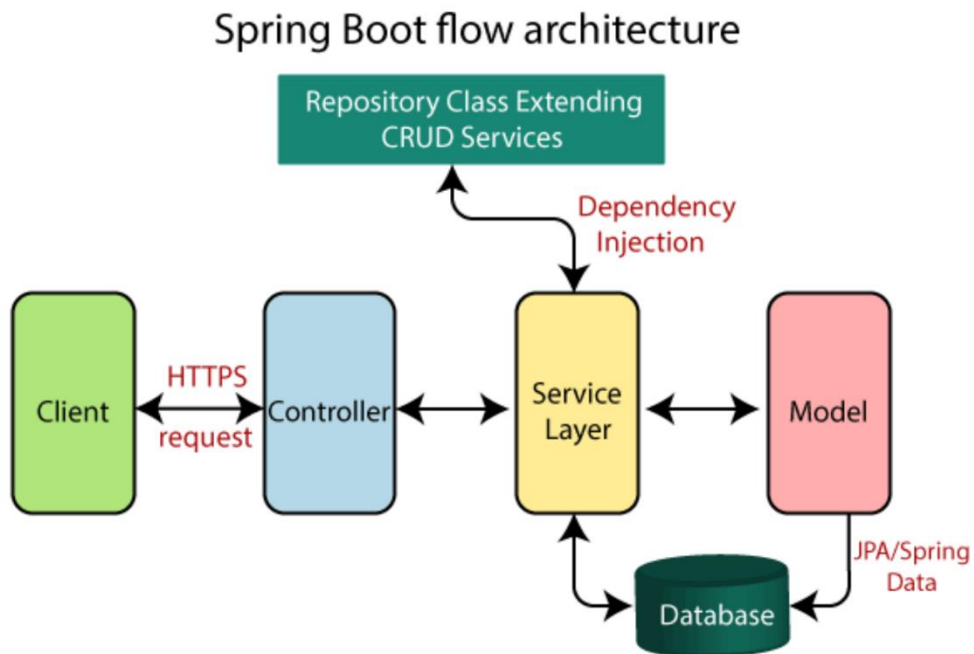 Spring Boot flow architecture
Repository Class Extending
CRUD Services
Dependency
Injection
Client
HTTPS
request
Controller
Service
Layer
Model
JPA/Spring
Data
Database